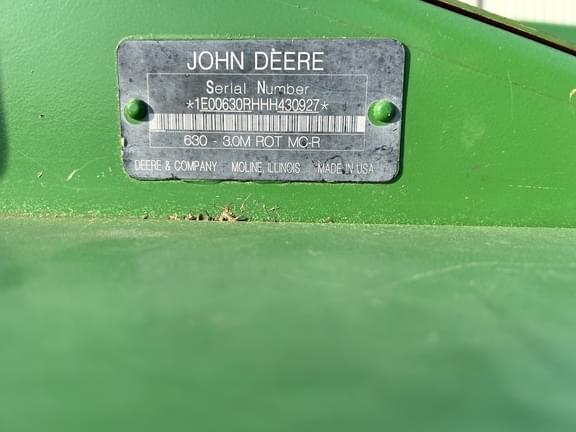 JOHN DEERE
Serial Number
*1E00630RHHH430927*
630 - 3.0M ROT MC-R
DEERE & COMPANY MOLINE, ILLINOIS MADE IN USA